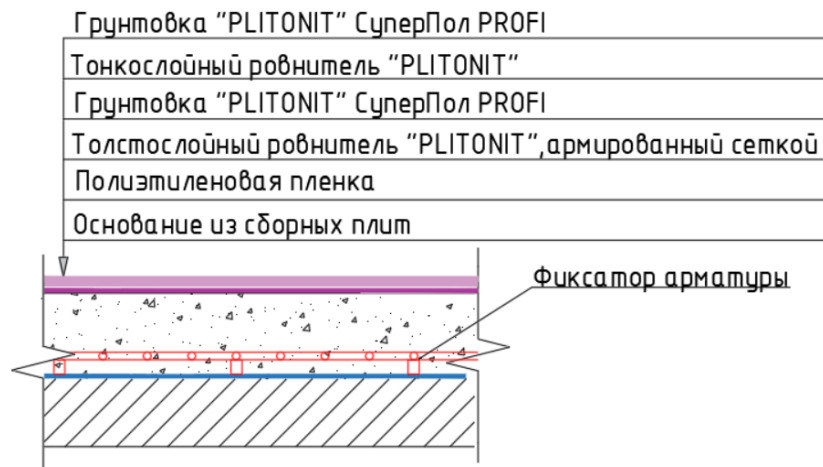 Грунтовка "PLITONIT" СуперПол PROFI
Тонкослойный ровнитель "PLITONIT"
Грунтовка "PLITONIT" СуперПол PROFI
Толстослойный ровнитель "PLITONIT",армированный сеткой
Полиэтиленовая пленка
Основание из сборных плит
Фиксатор арматуры